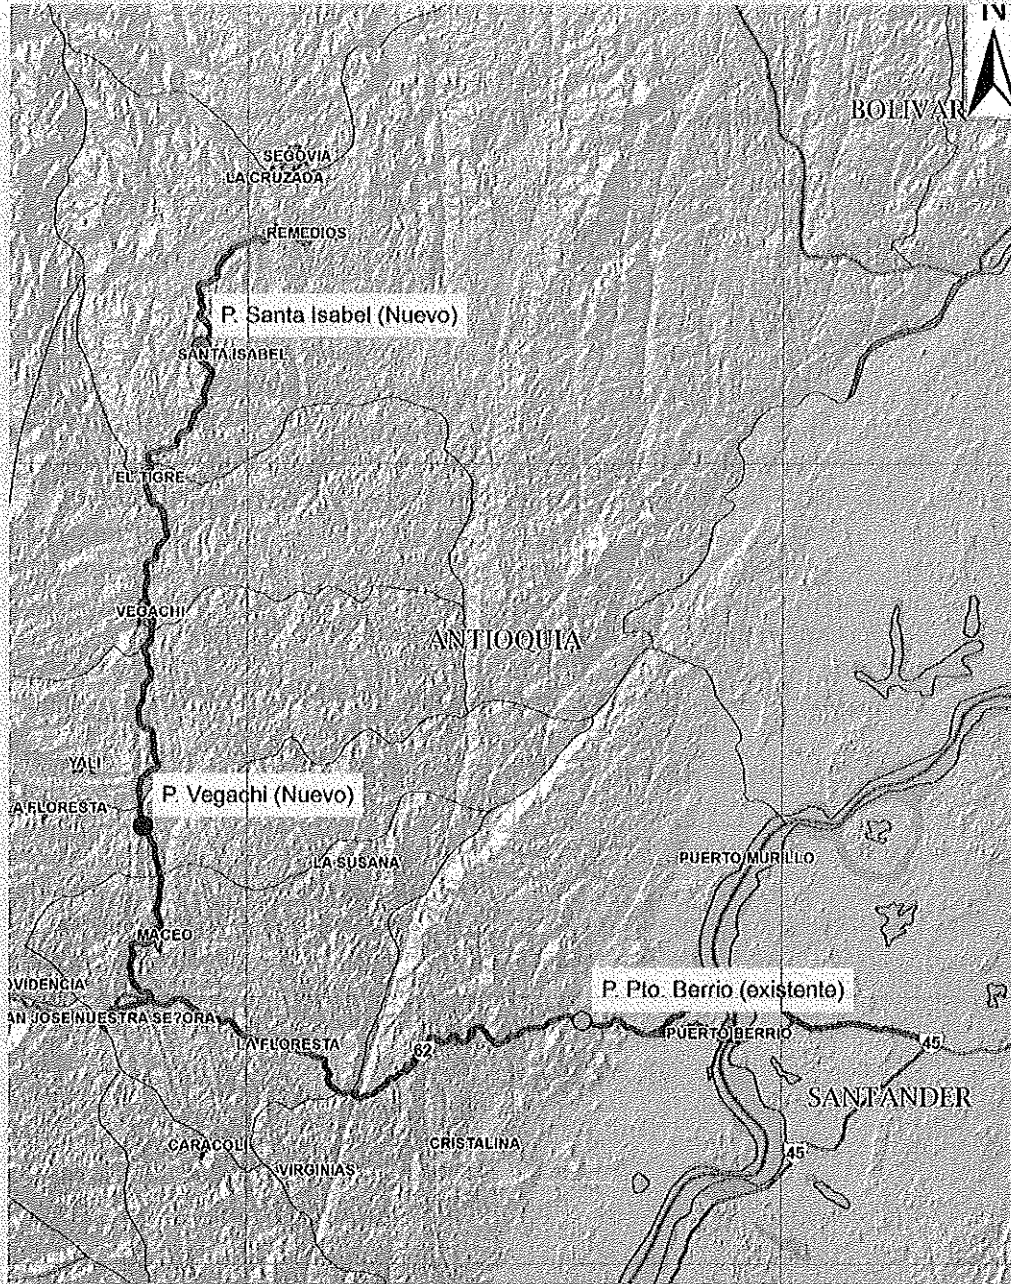 N
BOLIVAR
SEGOVIA
LA CRUZADA
REMEDIOS
P. Santa Isabel (Nuevo)
SANTA ISABEL
EL TIGRE
VEGACHI
ANTIOQUIA
YALI
P. Vegachi (Nuevo)
A FLORESTA
LA SUSANA
PUERTO MURILLO
MACEO
OVIDENCIA
P. Pto. Berrio (existente)
AN JOSE NUESTRA SE?ORA
LA FLORESTA
62
PUERTO BERRIO
45
SANTANDER
CARACOLI
CRISTALINA
45
VIRGINIAS